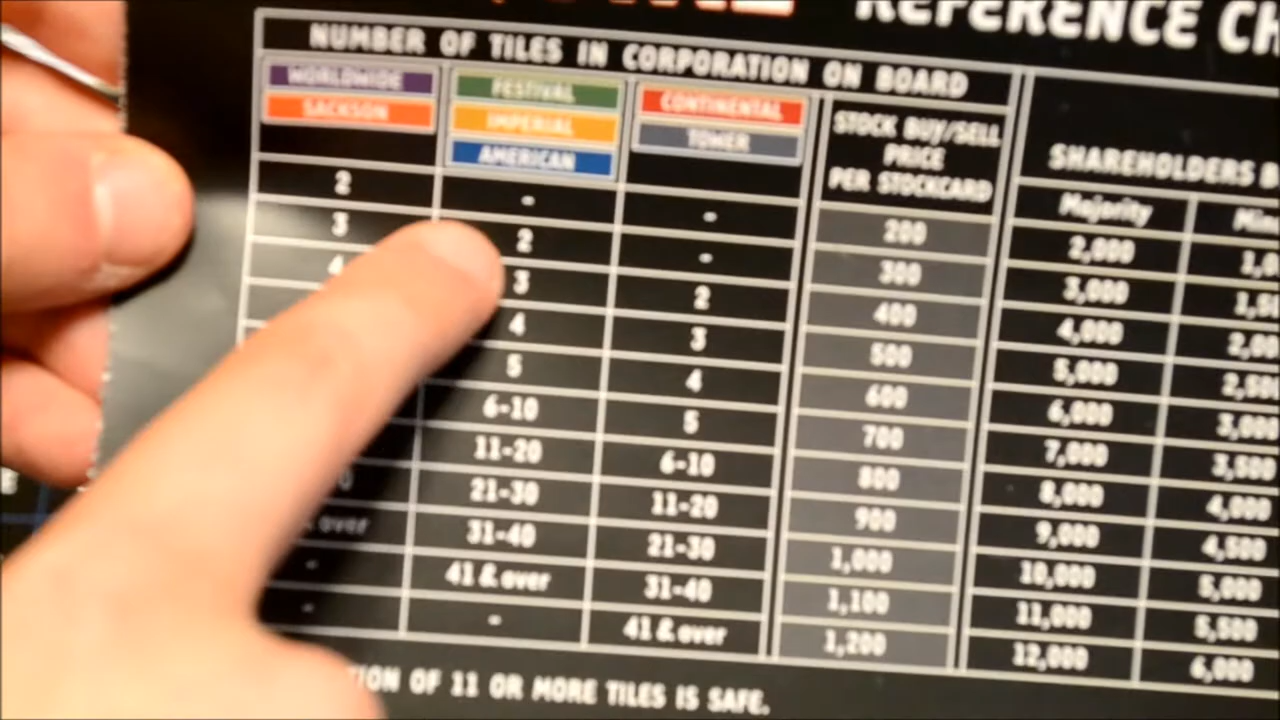 REFERENCE
NUMBER OF TILES IN CORPORATION ON BOARD
WORLDWIDE FESTIVAL CONTINENTAL
SACKSON IMPERIAL TOWER
AMERICAN
STOCK BUY/SELL
PRICE
PER STOCKCARD
SHAREHOLDERS
Majority
2 - - 200 2,000
3 2 - 300 3,000
4 3 2 400 4,000
4 3 500 5,000
5 4 600 6,000
6-10 5 700 7,000
11-20 6-10 800 8,000 4,000
21-30 11-20 900 9,000 4,500
over 31-40 21-30 1,000 10,000 5,000
- 41 & over 31-40 1,100 11,000 5,500
- - 41 & over 1,200 12,000 6,000
OF 11 OR MORE TILES IS SAFE.